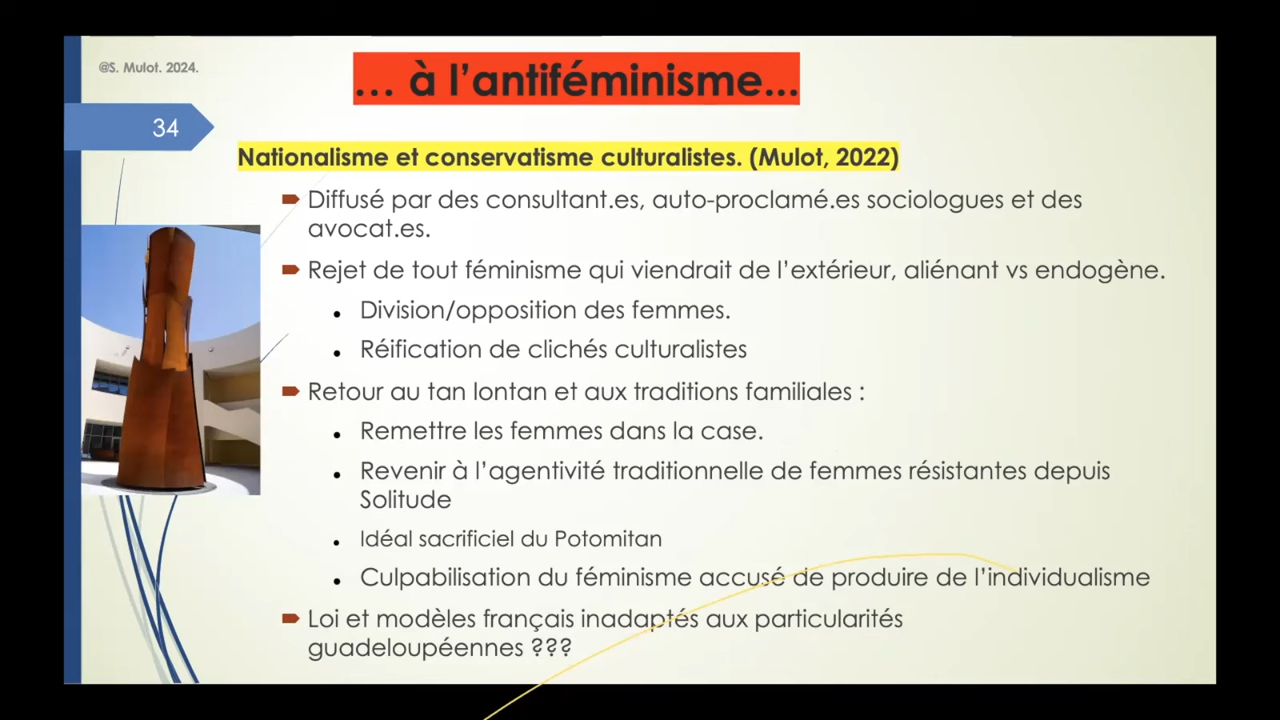 @S. Mulot. 2024.
… à l’antiféminisme...
34
Nationalisme et conservatisme culturalistes. (Mulot, 2022)
Diffusé par des consultant.es, auto-proclamé.es sociologues et des
avocat.es.
Rejet de tout féminisme qui viendrait de l’extérieur, aliénant vs endogène.
Division/opposition des femmes.
Réification de clichés culturalistes
Retour au tan lontan et aux traditions familiales :
Remettre les femmes dans la case.
Revenir à l’agentivité traditionnelle de femmes résistantes depuis
Solitude
Idéal sacrificiel du Potomitan
Culpabilisation du féminisme accusé de produire de l’individualisme
Loi et modèles français inadaptés aux particularités
guadeloupéennes ???